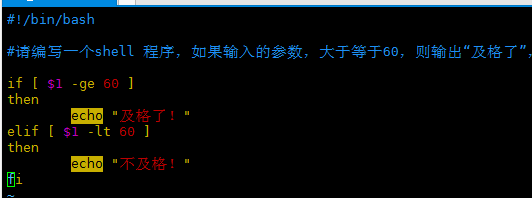 #!/bin/bash
#请编写一个shell 程序，如果输入的参数，大于等于60，则输出“及格了”，
if [ $1 -ge 60 ]
then
echo "及格了！"
elif [ $1 -lt 60 ]
then
echo "不及格！"
fi
~